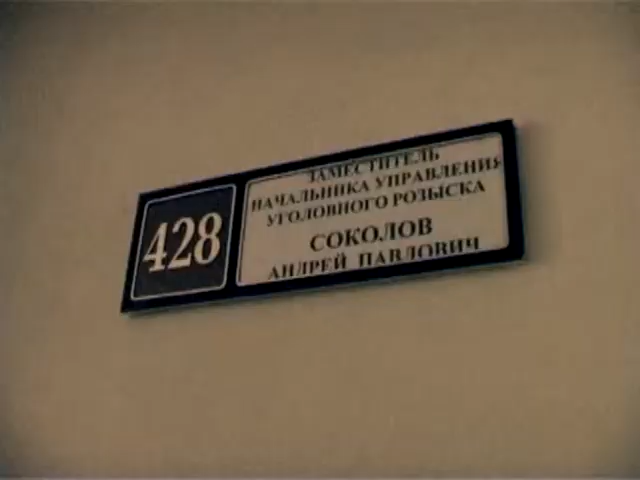 428
ЗАМЕСТИТЕЛЬ
НАЧАЛЬНИКА УПРАВЛЕНИЯ
УГОЛОВНОГО РОЗЫСКА
СОКОЛОВ
АНДРЕЙ ПАВЛОВИЧ